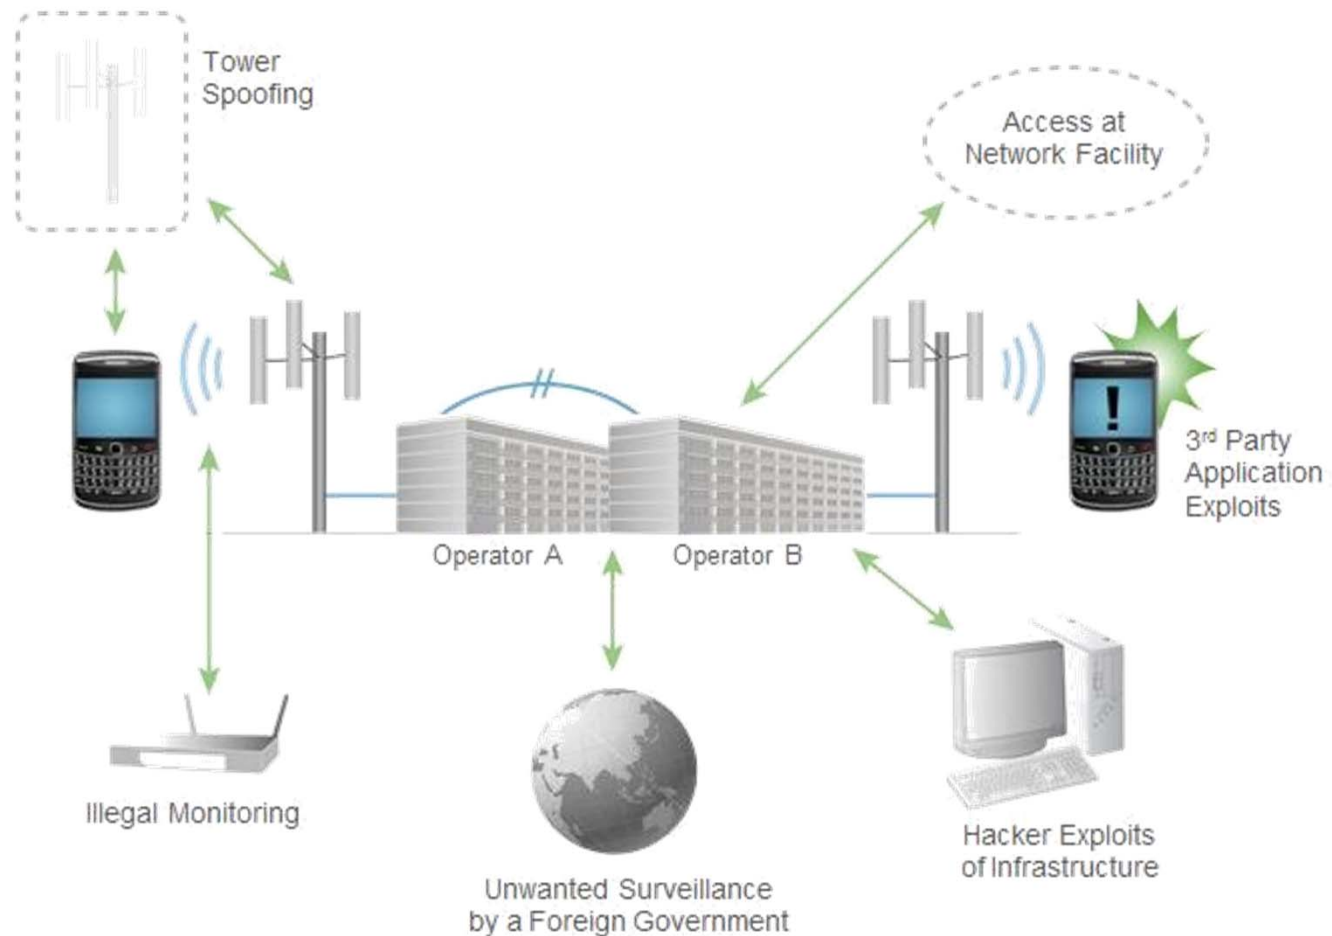 Tower
Spoofing
Access at
Network Facility
3rd Party
Application
Exploits
Operator A
Operator B
Illegal Monitoring
Hacker Exploits
of Infrastructure
Unwanted Surveillance
by a Foreign Government